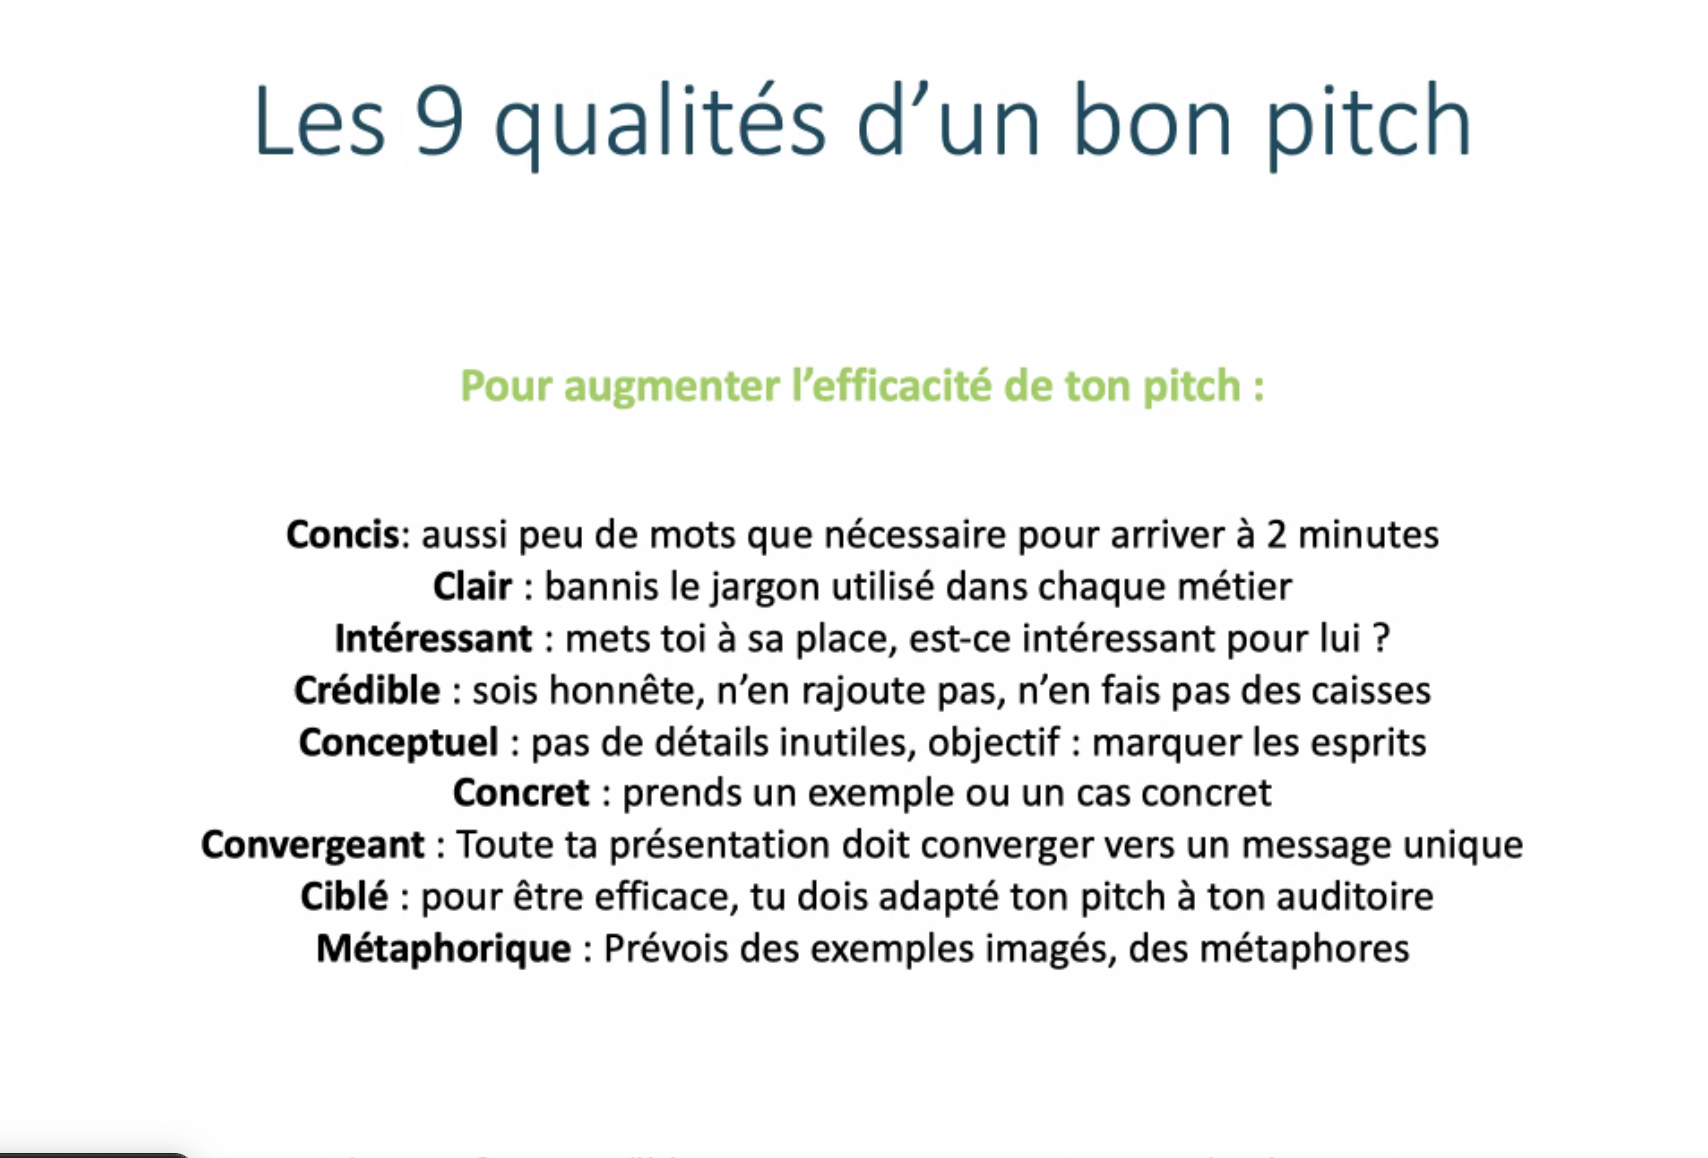 Les 9 qualités d’un bon pitch
Pour augmenter l’efficacité de ton pitch :
Concis: aussi peu de mots que nécessaire pour arriver à 2 minutes
Clair : bannis le jargon utilisé dans chaque métier
Intéressant : mets toi à sa place, est-ce intéressant pour lui ?
Crédible : sois honnête, n’en rajoute pas, n’en fais pas des caisses
Conceptuel : pas de détails inutiles, objectif : marquer les esprits
Concret : prends un exemple ou un cas concret
Convergeant : Toute ta présentation doit converger vers un message unique
Ciblé : pour être efficace, tu dois adapté ton pitch à ton auditoire
Métaphorique : Prévois des exemples imagés, des métaphores